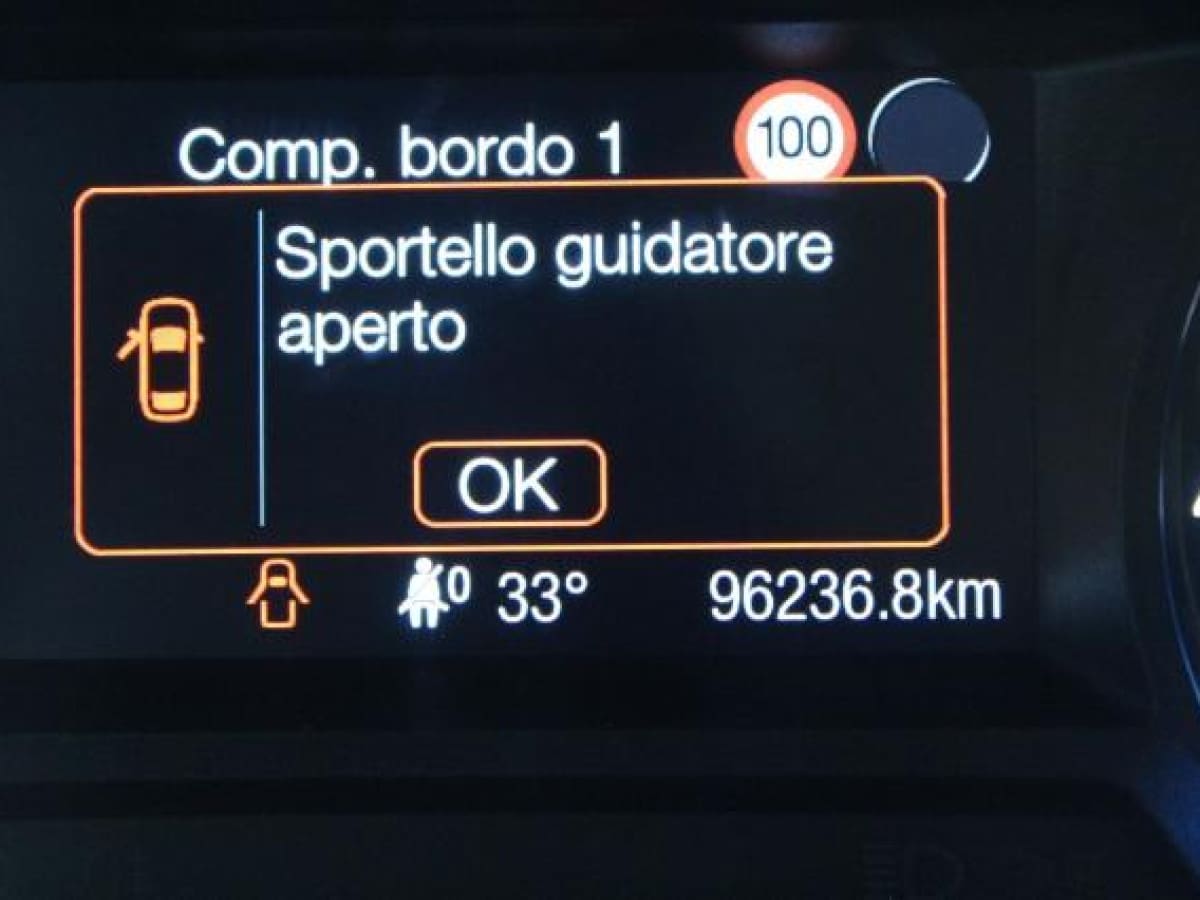 Comp. bordo 1
100
Sportello guidatore
aperto
OK
0
33°
96236.8km